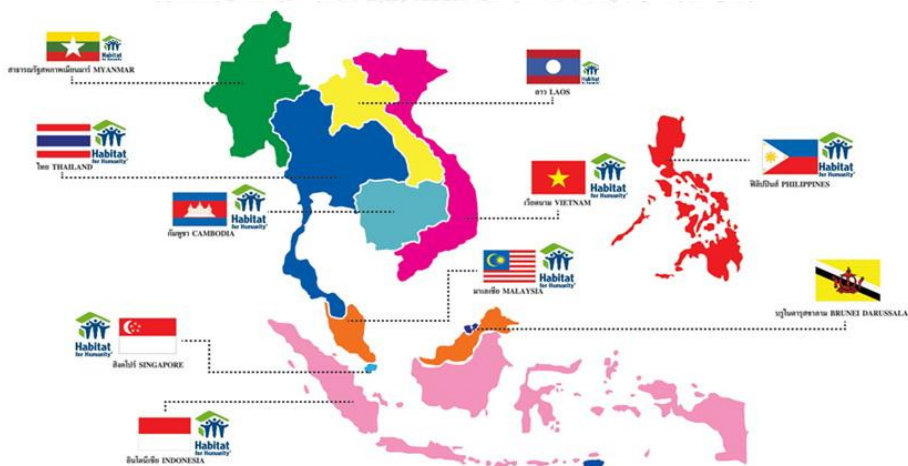 Habitat
for Humanity
สาธารณรัฐสหภาพเมียนมาร์ MYANMAR
Habitat
for Humanity
ลาว LAOS
Habitat
for Humanity®
ไทย THAILAND
Habitat
for Humanity®
ฟิลิปปินส์ PHILIPPINES
Habitat
for Humanity®
เวียดนาม VIETNAM
Habitat
for Humanity®
กัมพูชา CAMBODIA
Habitat
for Humanity®
มาเลเซีย MALAYSIA
บรูไนดารุสซาลาม BRUNEI DARUSSALA
Habitat
for Humanity®
สิงคโปร์ SINGAPORE
Habitat
for Humanity®
อินโดนีเซีย INDONESIA